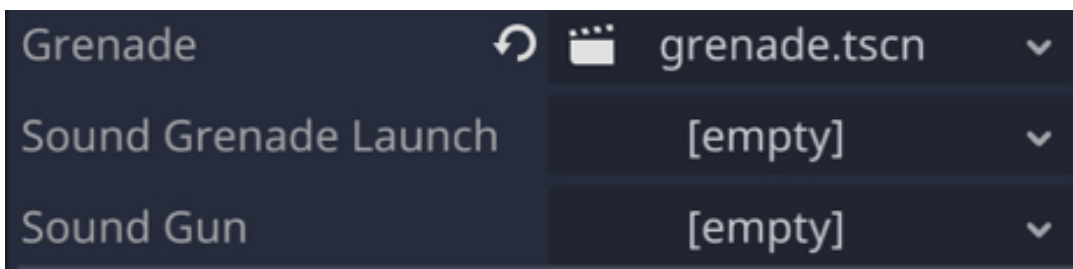 Grenade grenade.tscn
Sound Grenade Launch [empty]
Sound Gun [empty]